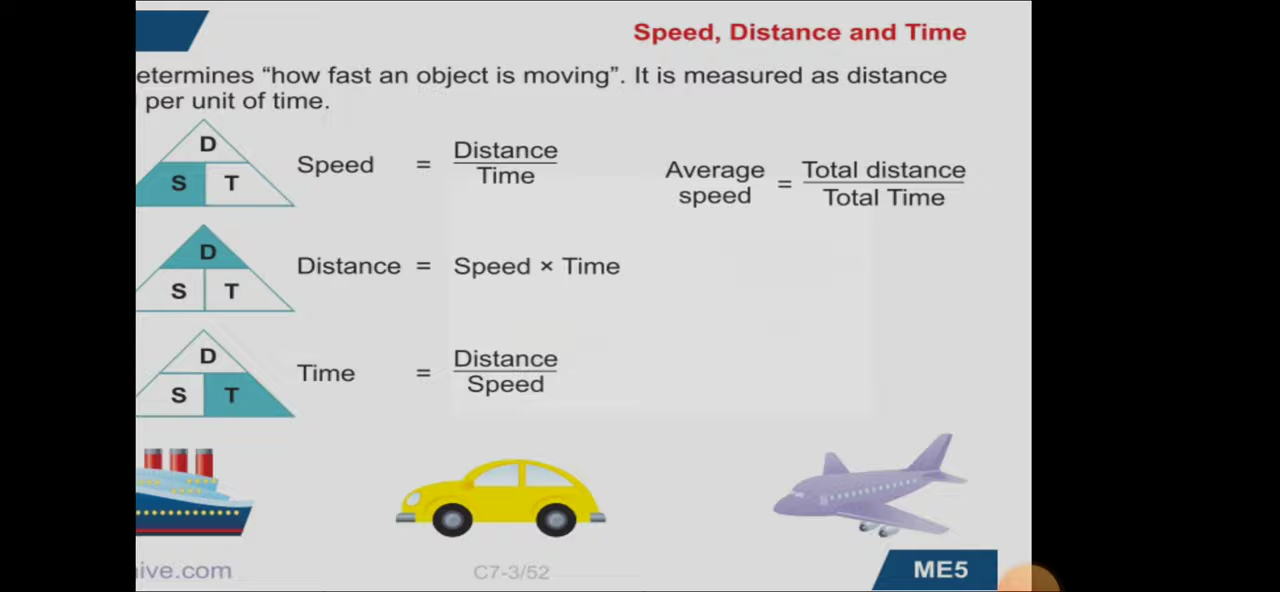 Speed, Distance and Time
etermines “how fast an object is moving”. It is measured as distance
per unit of time.
D
S T
Speed = Distance
Time
Average speed = Total distance
Total Time
D
S T
Distance = Speed × Time
D
S T
Time = Distance
Speed
ive.com
C7-3/52
ME5